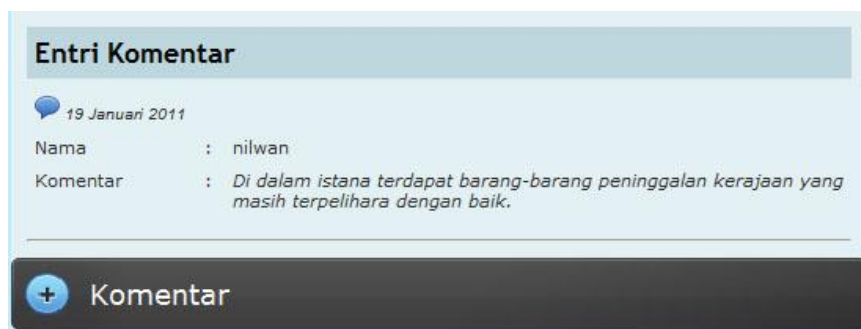 Entri Komentar
19 Januari 2011
Nama : nilwan
Komentar : Di dalam istana terdapat barang-barang peninggalan kerajaan yang
masih terpelihara dengan baik.
+ Komentar